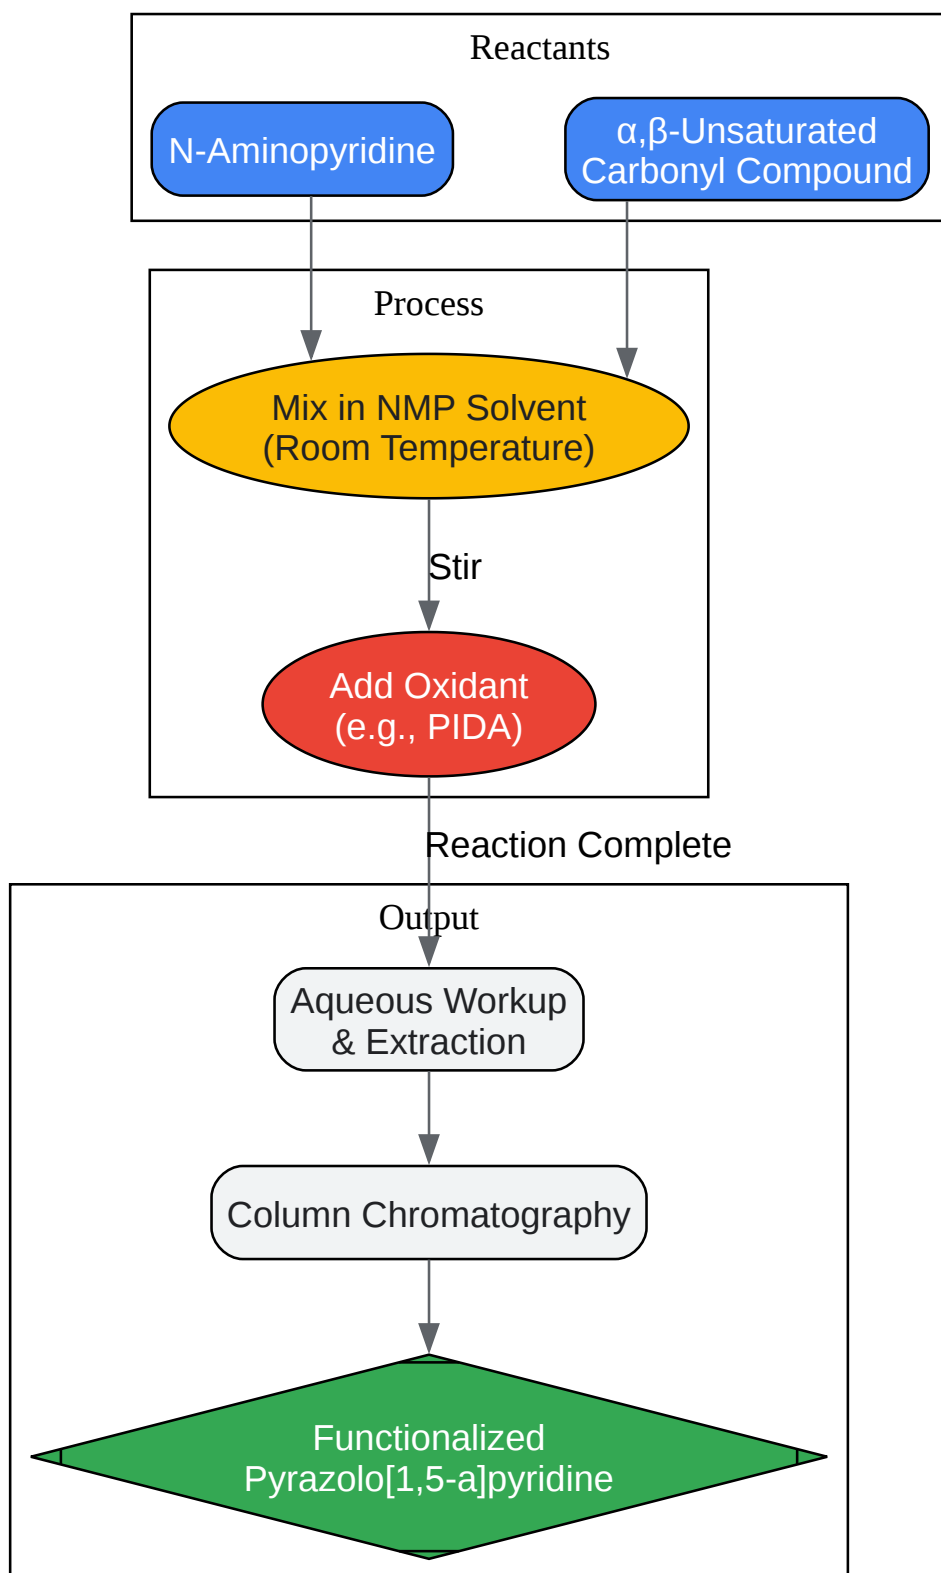 Reactants
N-Aminopyridine
α,β-Unsaturated
Carbonyl Compound
Process
Mix in NMP Solvent
(Room Temperature)
Stir
Add Oxidant
(e.g., PIDA)
Reaction Complete
Output
Aqueous Workup
& Extraction
Column Chromatography
Functionalized
Pyrazolo[1,5-a]pyridine